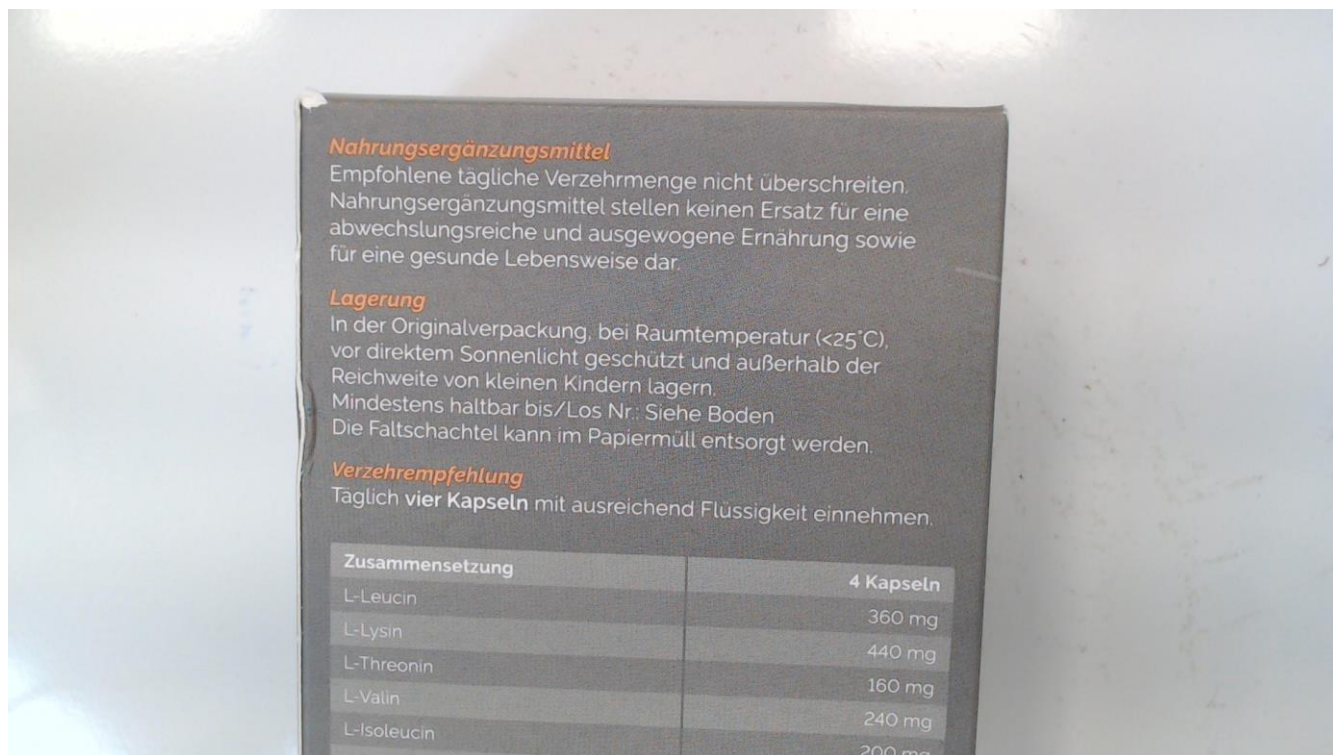 Nahrungsergänzungsmittel
Empfohlene tägliche Verzehrmenge nicht überschreiten.
Nahrungsergänzungsmittel stellen keinen Ersatz für eine
abwechslungsreiche und ausgewogene Ernährung sowie
für eine gesunde Lebensweise dar.
Lagerung
In der Originalverpackung, bei Raumtemperatur (<25°C),
vor direktem Sonnenlicht geschützt und außerhalb der
Reichweite von kleinen Kindern lagern.
Mindestens haltbar bis/Los Nr.: Siehe Boden
Die Faltschachtel kann im Papiermüll entsorgt werden.
Verzehrempfehlung
Täglich vier Kapseln mit ausreichend Flüssigkeit einnehmen.
Zusammensetzung 4 Kapseln
L-Leucin 360 mg
L-Lysin 440 mg
L-Threonin 160 mg
L-Valin 240 mg
L-Isoleucin 200 mg